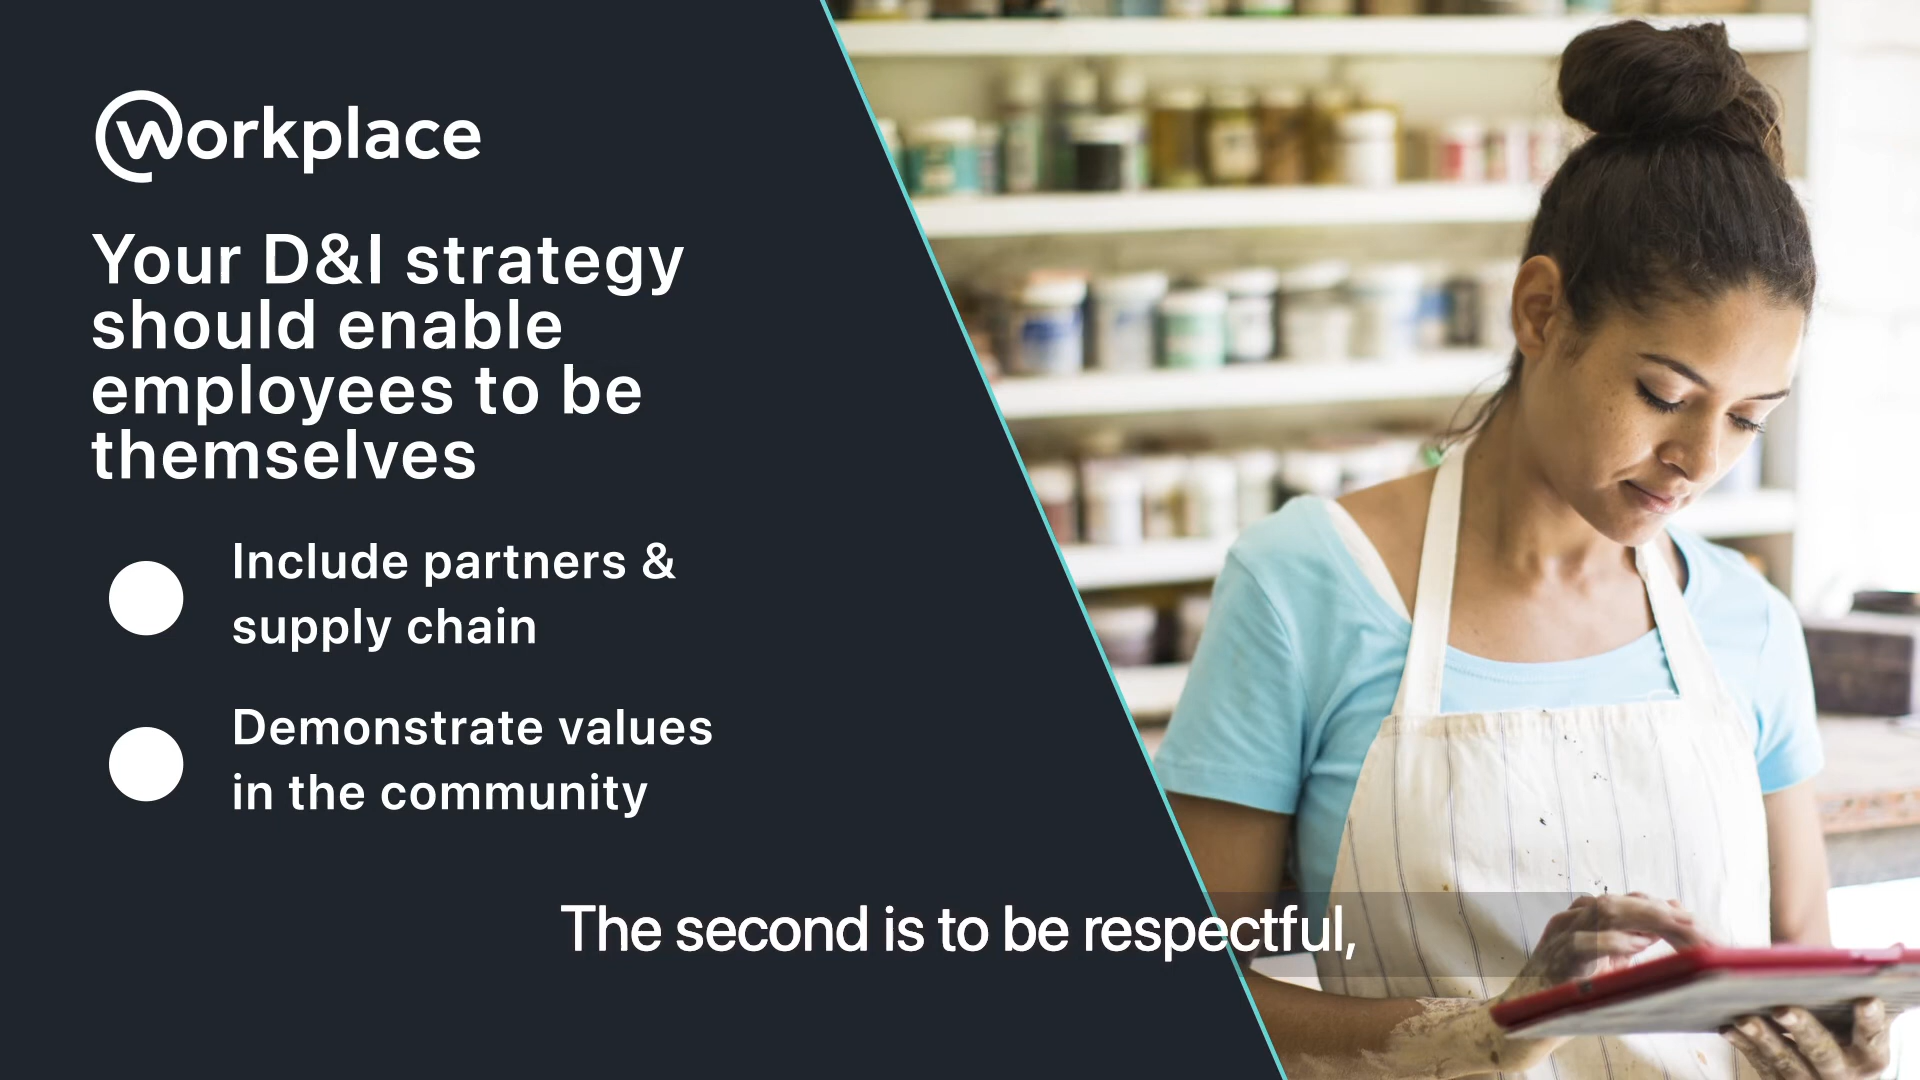 Workplace
Your D&I strategy
should enable
employees to be
themselves
Include partners &
supply chain
Demonstrate values
in the community
The second is to be respectful,